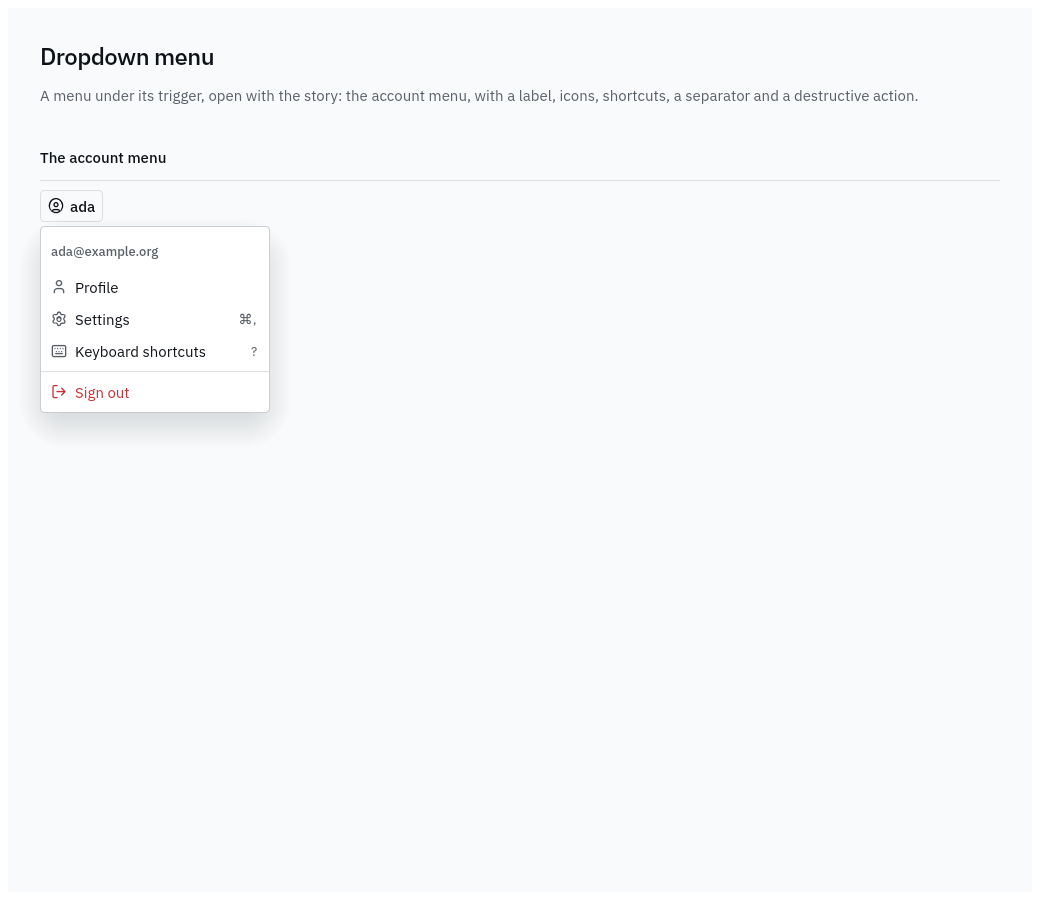 Dropdown menu
A menu under its trigger, open with the story: the account menu, with a label, icons, shortcuts, a separator and a destructive action.
The account menu
ada
ada@example.org
Profile
Settings ⌘,
Keyboard shortcuts ?
Sign out